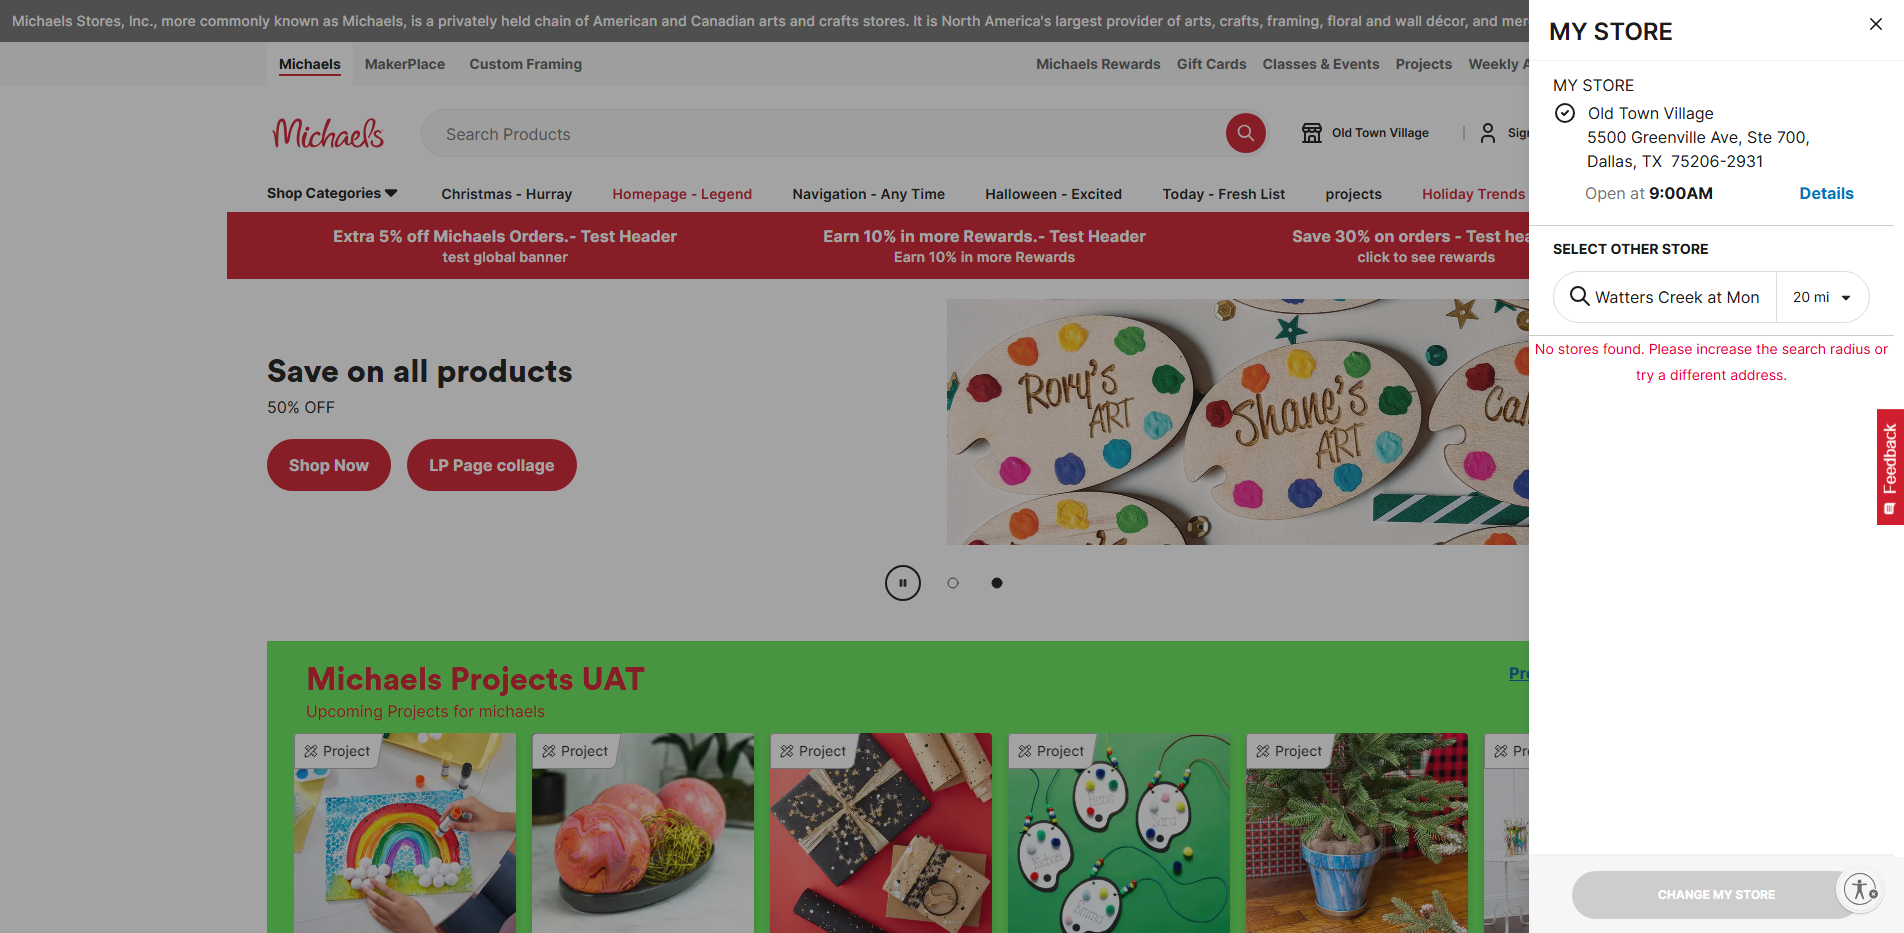 Michaels Stores, Inc., more commonly known as Michaels, is a privately held chain of American and Canadian arts and crafts stores. It is North America's largest provider of arts, crafts, framing, floral and wall décor, and mer
Michaels MakerPlace Custom Framing
Michaels Rewards Gift Cards Classes & Events Projects Weekly A
Michaels
Search Products
Old Town Village
Sign
Shop Categories Christmas - Hurray Homepage - Legend Navigation - Any Time Halloween - Excited Today - Fresh List projects Holiday Trends
Extra 5% off Michaels Orders.- Test Header
test global banner
Earn 10% in more Rewards.- Test Header
Earn 10% in more Rewards
Save 30% on orders - Test hea
click to see rewards
Save on all products
50% OFF
Shop Now
LP Page collage
Rory's
ART
Shane's
ART
Cal
Michaels Projects UAT
Upcoming Projects for michaels
Pro
Project
Project
Project
Project
Project
Pro
Michael
Emma
MY STORE
MY STORE
Old Town Village
5500 Greenville Ave, Ste 700,
Dallas, TX 75206-2931
Open at 9:00AM
Details
SELECT OTHER STORE
Watters Creek at Mon
20 mi
No stores found. Please increase the search radius or
try a different address.
Feedback
CHANGE MY STORE